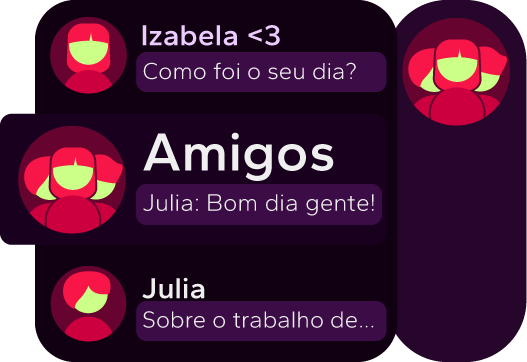 Izabela <3
Como foi o seu dia?
Amigos
Julia: Bom dia gente!
Julia
Sobre o trabalho de...